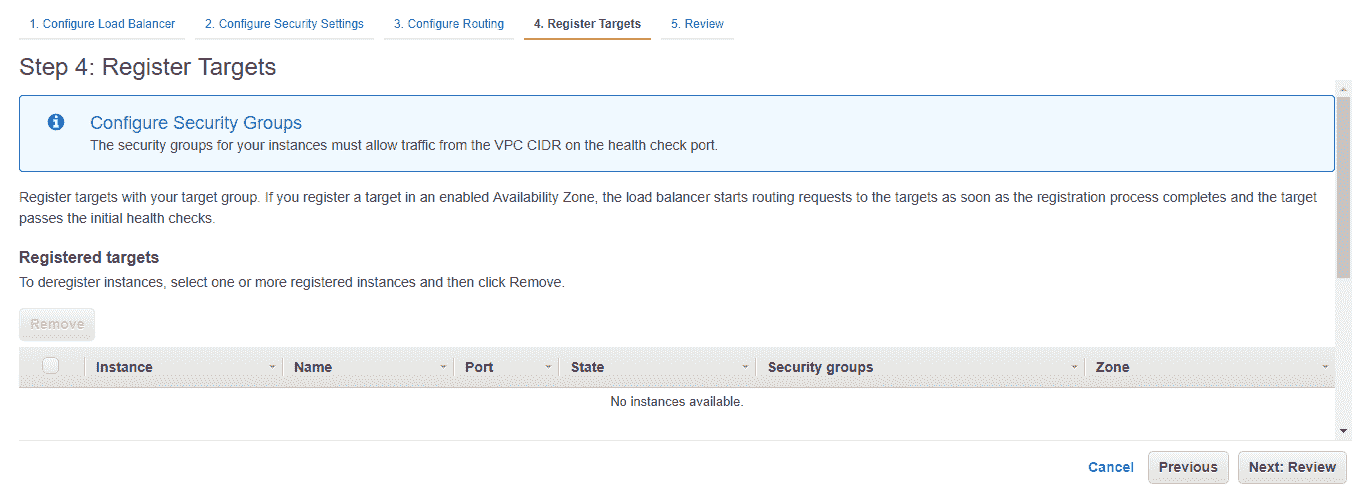 1. Configure Load Balancer 2. Configure Security Settings 3. Configure Routing 4. Register Targets 5. Review
Step 4: Register Targets
Configure Security Groups
The security groups for your instances must allow traffic from the VPC CIDR on the health check port.
Register targets with your target group. If you register a target in an enabled Availability Zone, the load balancer starts routing requests to the targets as soon as the registration process completes and the target
passes the initial health checks.
Registered targets
To deregister instances, select one or more registered instances and then click Remove.
Remove
Instance Name Port State Security groups Zone
No instances available.
Cancel Previous Next: Review